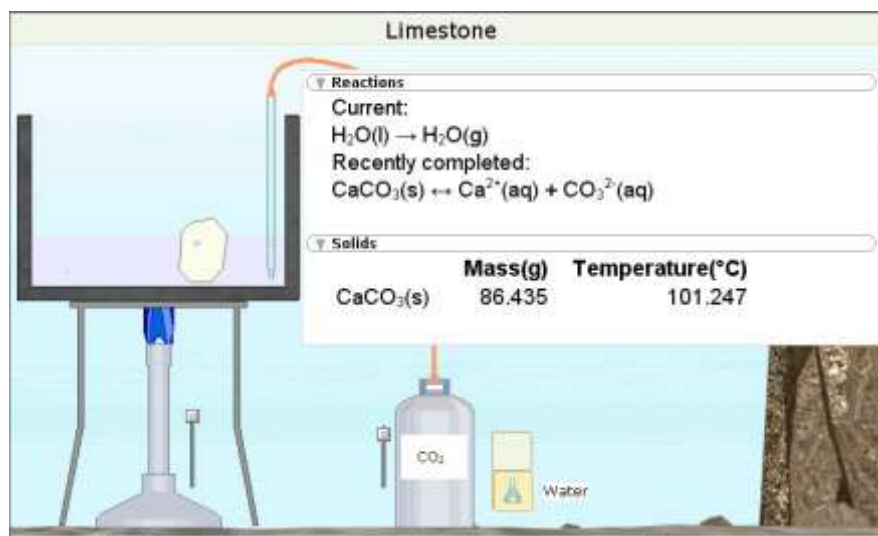 Limestone
Reactions
Current:
H₂O(l) → H₂O(g)
Recently completed:
CaCO₃(s) ↔ Ca²⁺(aq) + CO₃²⁻(aq)
Solids
Mass(g) Temperature(°C)
CaCO₃(s) 86.435 101.247
CO₂
Water